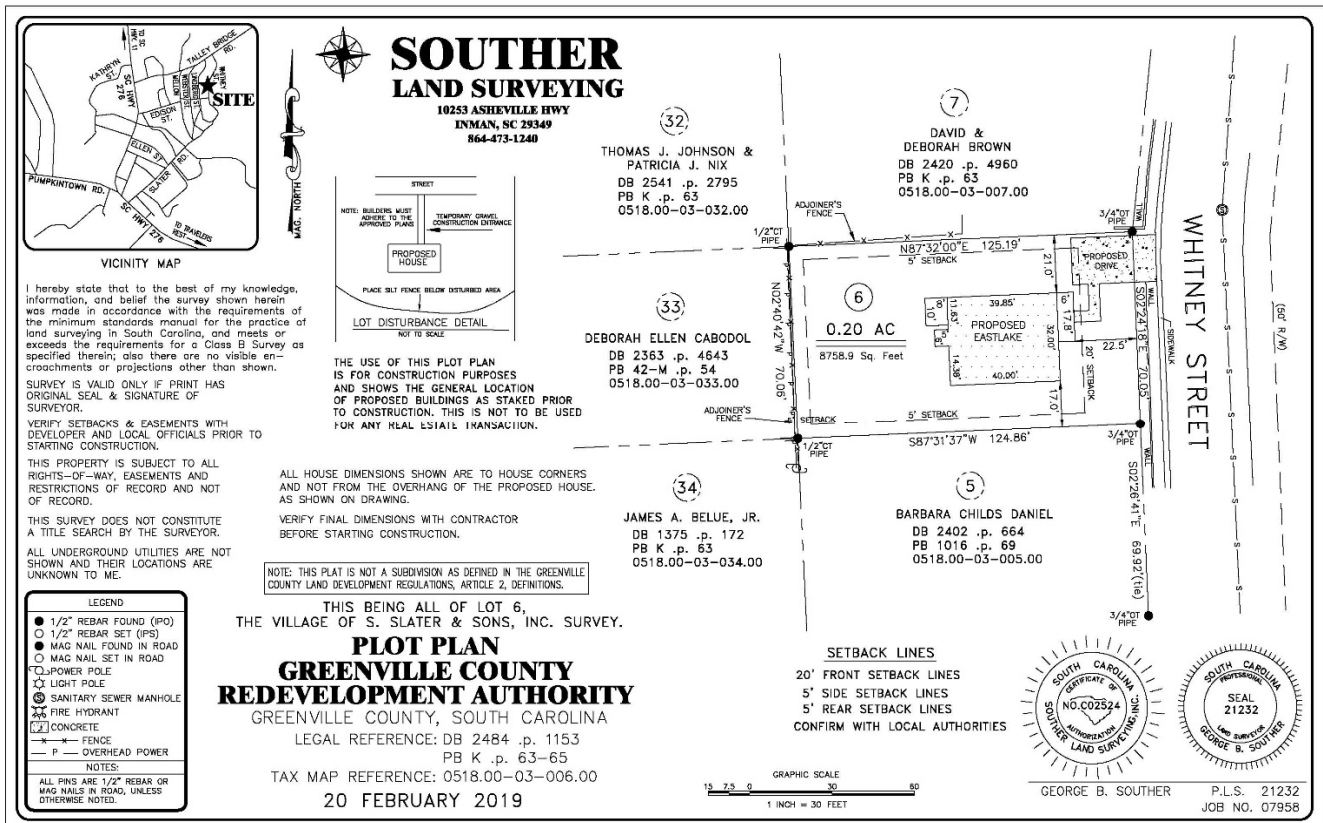 TO SC
HWY 11
TALLEY BRIDGE
RD.
KATHRYN
ST.
SC HWY
276
WHITNEY
ST.
LINDBERG ST.
WEBSTER ST.
WELDON
SITE
EDISON
ST.
ELLEN ST
SLATER
RD.
PUMPKINTOWN RD.
SC HWY 276
TO TRAVELERS
REST
VICINITY MAP
MAG. NORTH
SOUTHER
LAND SURVEYING
10253 ASHEVILLE HWY
INMAN, SC 29349
864-473-1240
STREET
NOTE: BUILDERS MUST
ADHERE TO THE
APPROVED PLANS
TEMPORARY GRAVEL
CONSTRUCTION ENTRANCE
PROPOSED
HOUSE
PLACE SILT FENCE BELOW DISTURBED AREA
LOT DISTURBANCE DETAIL
NOT TO SCALE
I hereby state that to the best of my knowledge,
information, and belief the survey shown herein
was made in accordance with the requirements of
the minimum standards manual for the practice of
land surveying in South Carolina, and meets or
exceeds the requirements for a Class B Survey as
specified therein; also there are no visible en-
croachments or projections other than shown.
SURVEY IS VALID ONLY IF PRINT HAS
ORIGINAL SEAL & SIGNATURE OF
SURVEYOR.
VERIFY SETBACKS & EASEMENTS WITH
DEVELOPER AND LOCAL OFFICIALS PRIOR TO
STARTING CONSTRUCTION.
THIS PROPERTY IS SUBJECT TO ALL
RIGHTS-OF-WAY, EASEMENTS AND
RESTRICTIONS OF RECORD AND NOT
OF RECORD.
THIS SURVEY DOES NOT CONSTITUTE
A TITLE SEARCH BY THE SURVEYOR.
ALL UNDERGROUND UTILITIES ARE NOT
SHOWN AND THEIR LOCATIONS ARE
UNKNOWN TO ME.
THE USE OF THIS PLOT PLAN
IS FOR CONSTRUCTION PURPOSES
AND SHOWS THE GENERAL LOCATION
OF PROPOSED BUILDINGS AS STAKED PRIOR
TO CONSTRUCTION. THIS IS NOT TO BE USED
FOR ANY REAL ESTATE TRANSACTION.
ALL HOUSE DIMENSIONS SHOWN ARE TO HOUSE CORNERS
AND NOT FROM THE OVERHANG OF THE PROPOSED HOUSE.
AS SHOWN ON DRAWING.
VERIFY FINAL DIMENSIONS WITH CONTRACTOR
BEFORE STARTING CONSTRUCTION.
NOTE: THIS PLAT IS NOT A SUBDIVISION AS DEFINED IN THE GREENVILLE
COUNTY LAND DEVELOPMENT REGULATIONS, ARTICLE 2, DEFINITIONS.
THIS BEING ALL OF LOT 6,
THE VILLAGE OF S. SLATER & SONS, INC. SURVEY.
PLOT PLAN
GREENVILLE COUNTY
REDEVELOPMENT AUTHORITY
GREENVILLE COUNTY, SOUTH CAROLINA
LEGAL REFERENCE: DB 2484 .p. 1153
PB K .p. 63-65
TAX MAP REFERENCE: 0518.00-03-006.00
20 FEBRUARY 2019
LEGEND
1/2" REBAR FOUND (IPO)
1/2" REBAR SET (IPS)
MAG NAIL FOUND IN ROAD
MAG NAIL SET IN ROAD
POWER POLE
LIGHT POLE
S SANITARY SEWER MANHOLE
FIRE HYDRANT
CONCRETE
X X FENCE
P OVERHEAD POWER
NOTES:
ALL PINS ARE 1/2" REBAR OR
MAG NAILS IN ROAD, UNLESS
OTHERWISE NOTED.
32
THOMAS J. JOHNSON &
PATRICIA J. NIX
DB 2541 .p. 2795
PB K .p. 63
0518.00-03-032.00
7
DAVID &
DEBORAH BROWN
DB 2420 .p. 4960
PB K .p. 63
0518.00-03-007.00
33
DEBORAH ELLEN CABODOL
DB 2363 .p. 4643
PB 42-M .p. 54
0518.00-03-033.00
34
JAMES A. BELUE, JR.
DB 1375 .p. 172
PB K .p. 63
0518.00-03-034.00
5
BARBARA CHILDS DANIEL
DB 2402 .p. 664
PB 1016 .p. 69
0518.00-03-005.00
ADJOINER'S
FENCE
1/2"CT
PIPE
3/4"OT
PIPE
WALL
N87°32'00"E 125.19'
5' SETBACK
21.0'
PROPOSED
DRIVE
N02°40'42"W 70.06'
6
0.20 AC
8758.9 Sq. Feet
39.85'
PROPOSED
EASTLAKE
11.63'
14.38'
40.00'
32.00'
6'
17.8'
22.5'
20' SETBACK
17.0'
S02°24'18"E 70.05'
WALL
SIDEWALK
WHITNEY STREET
(50' R/W)
S
ADJOINER'S
FENCE
SETBACK
5' SETBACK
1/2"CT
PIPE
S87°31'37"W 124.86'
3/4"OT
PIPE
WALL
S02°26'41"E 69.92'(tie)
3/4"OT
PIPE
SETBACK LINES
20' FRONT SETBACK LINES
5' SIDE SETBACK LINES
5' REAR SETBACK LINES
CONFIRM WITH LOCAL AUTHORITIES
GRAPHIC SCALE
15 7.5 0 30 60
1 INCH = 30 FEET
SOUTH CAROLINA
CERTIFICATE OF
NO.C02524
AUTHORIZATION
SOUTHER LAND SURVEYING, INC.
SOUTH CAROLINA
PROFESSIONAL
SEAL
21232
LAND SURVEYOR
GEORGE B. SOUTHER
GEORGE B. SOUTHER P.L.S. 21232
JOB NO. 07958